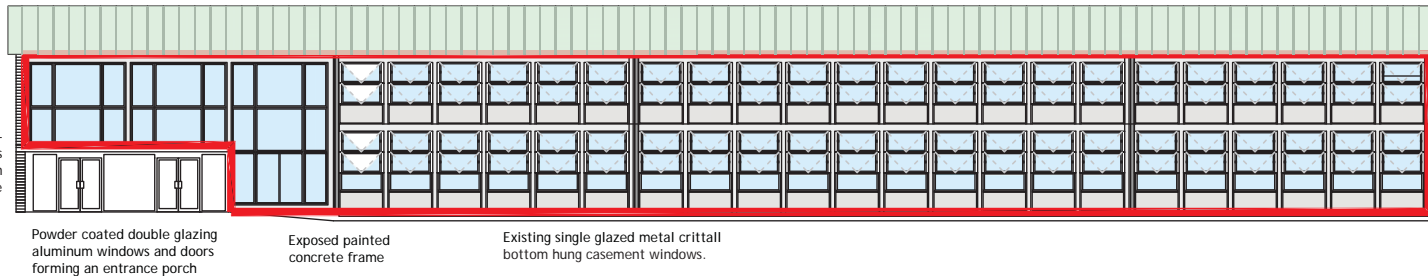 Powder coated double glazing
aluminum windows and doors
forming an entrance porch
Exposed painted
concrete frame
Existing single glazed metal crittall
bottom hung casement windows.